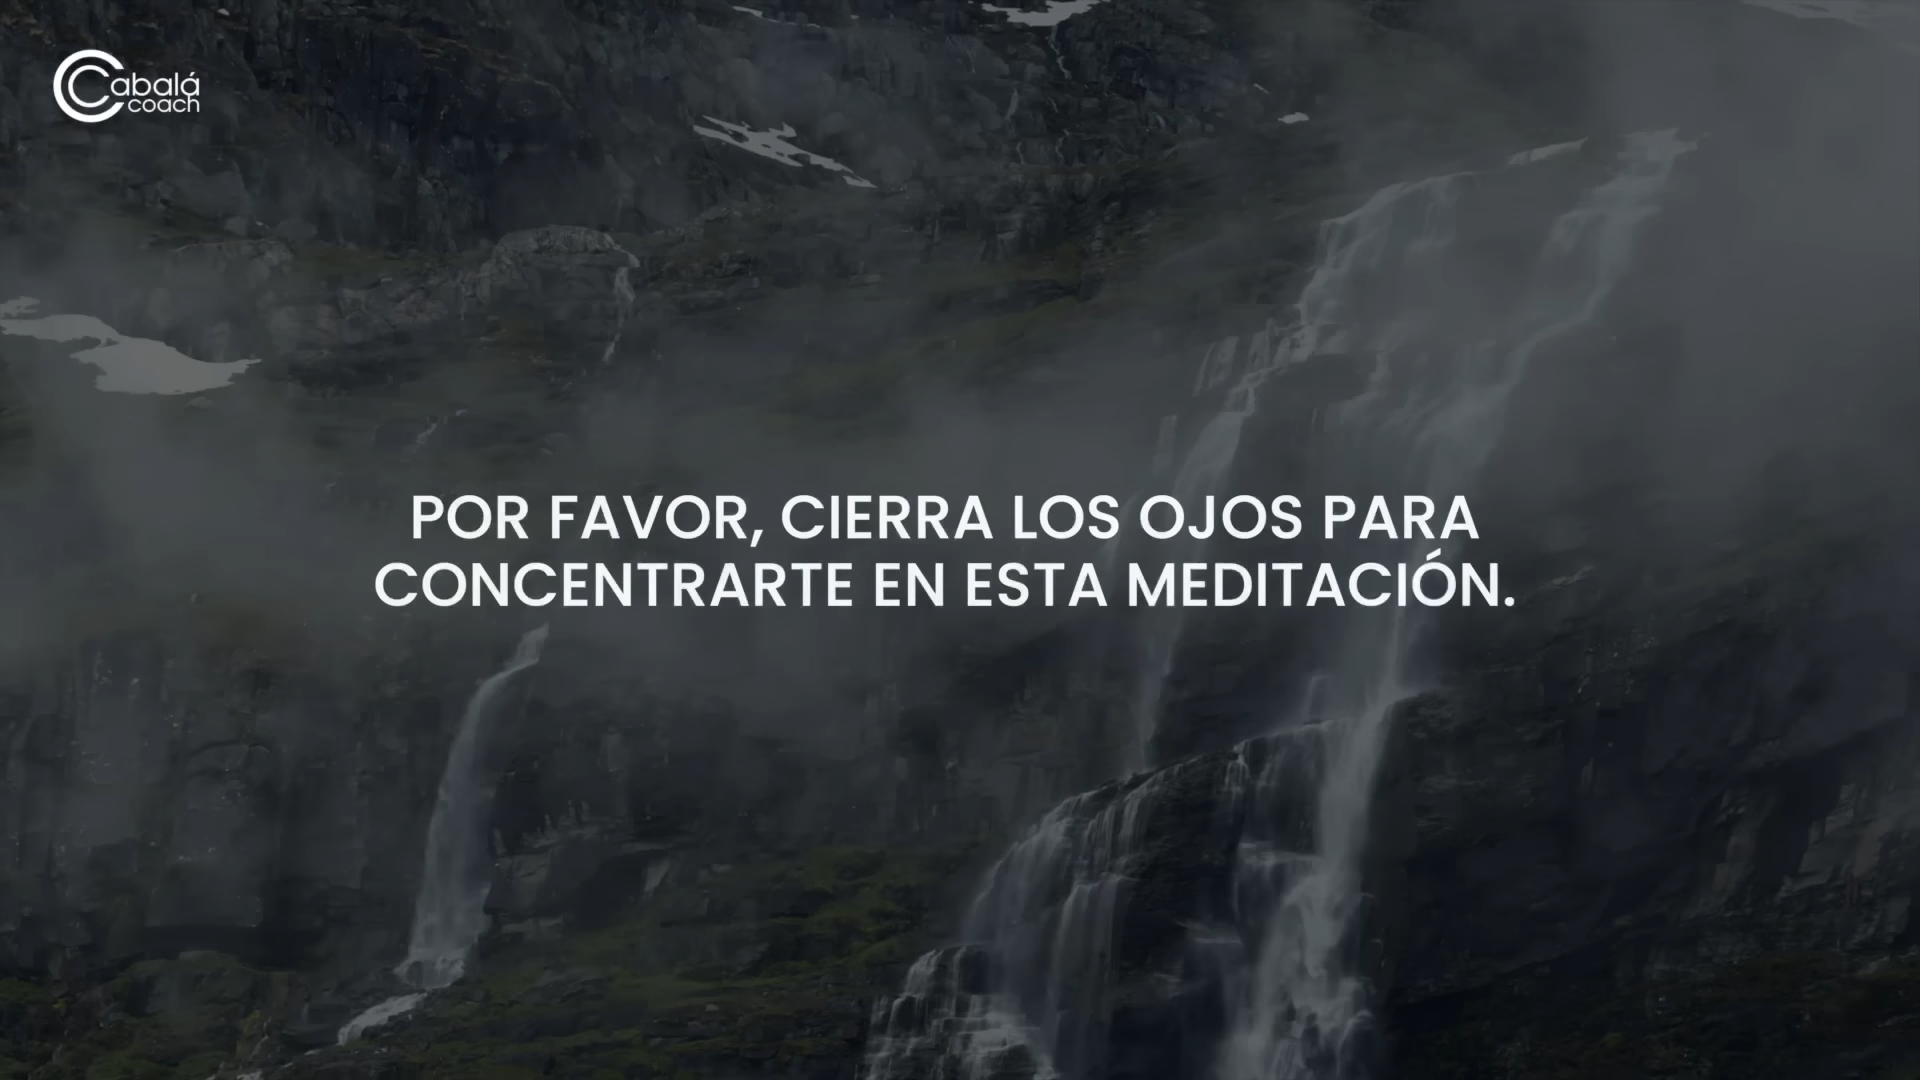 Cabalá
coach
POR FAVOR, CIERRA LOS OJOS PARA
CONCENTRARTE EN ESTA MEDITACIÓN.